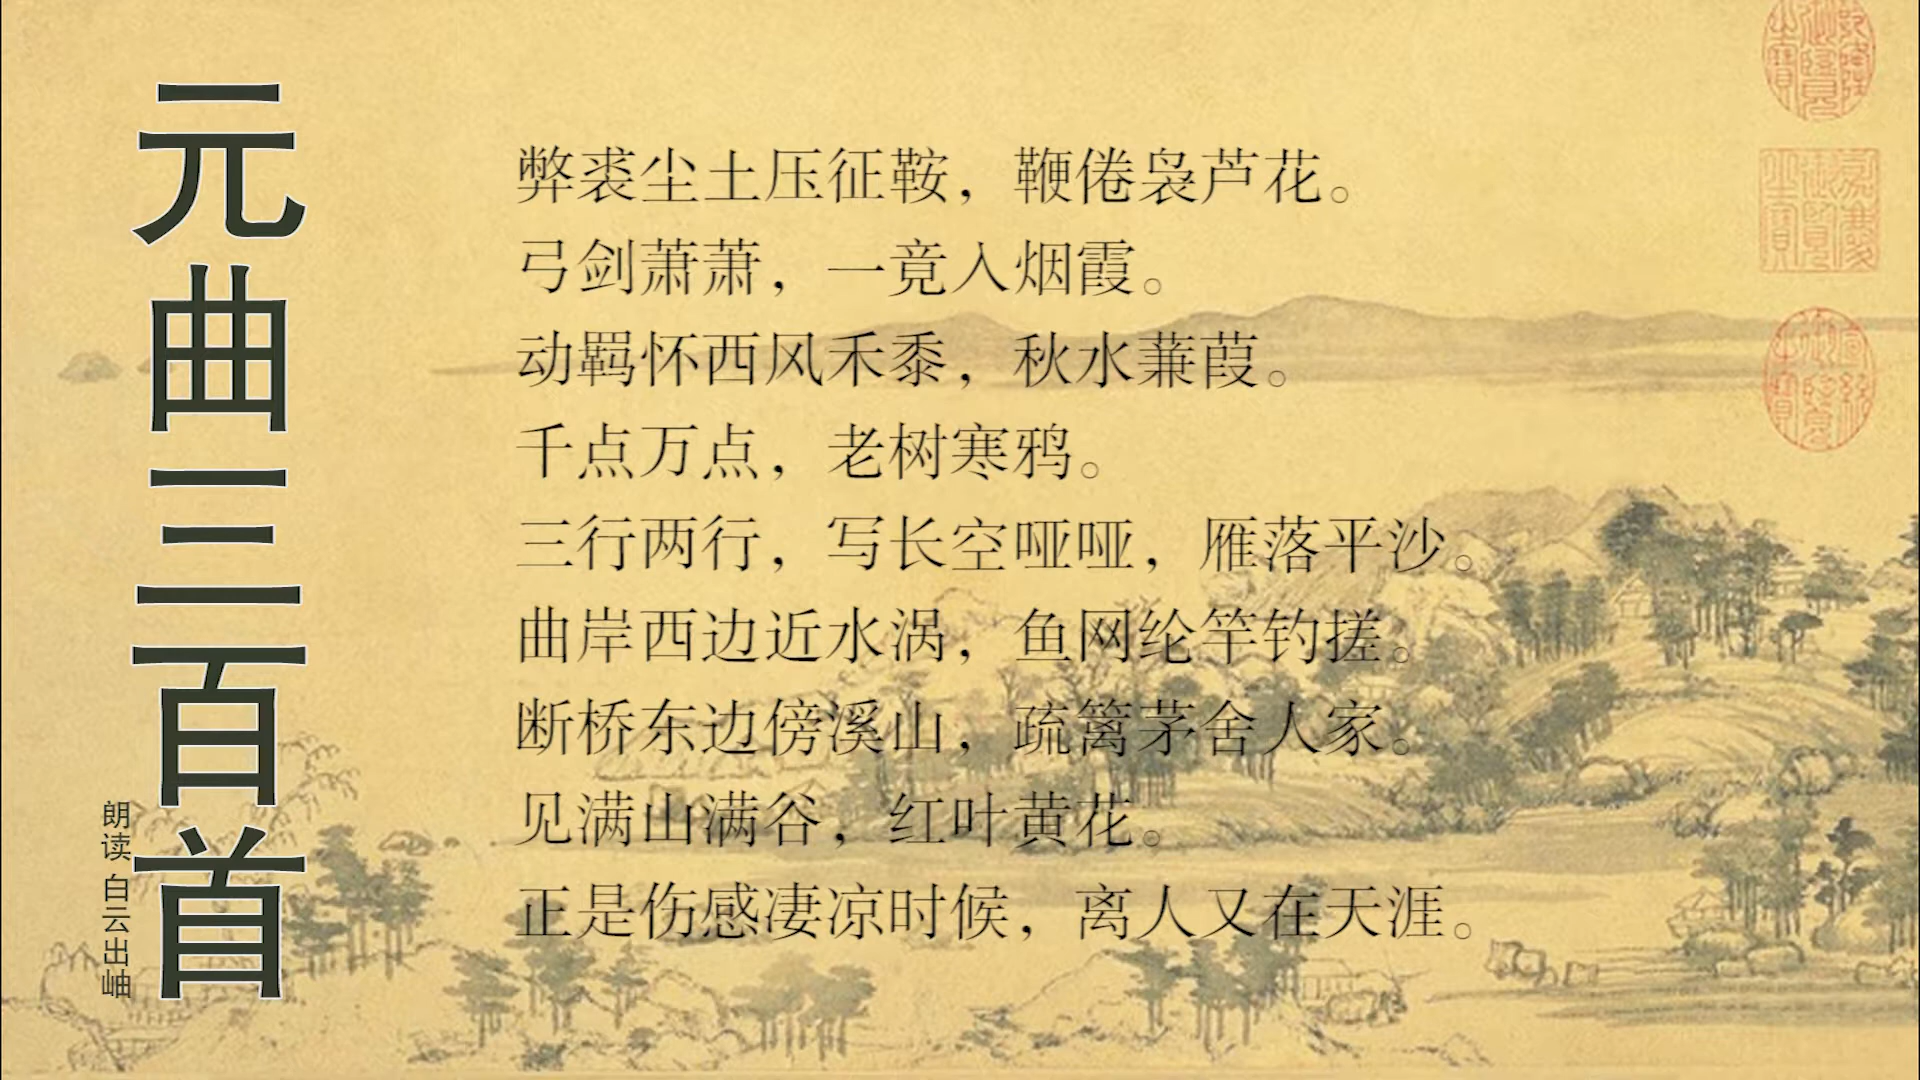 元曲三百首
朗读 白云出岫
弊裘尘土压征鞍，鞭倦袅芦花。
弓剑萧萧，一竟入烟霞。
动羁怀西风禾黍，秋水蒹葭。
千点万点，老树寒鸦。
三行两行，写长空哑哑，雁落平沙。
曲岸西边近水涡，鱼网纶竿钓搓。
断桥东边傍溪山，疏篱茅舍人家。
见满山满谷，红叶黄花。
正是伤感凄凉时候，离人又在天涯。